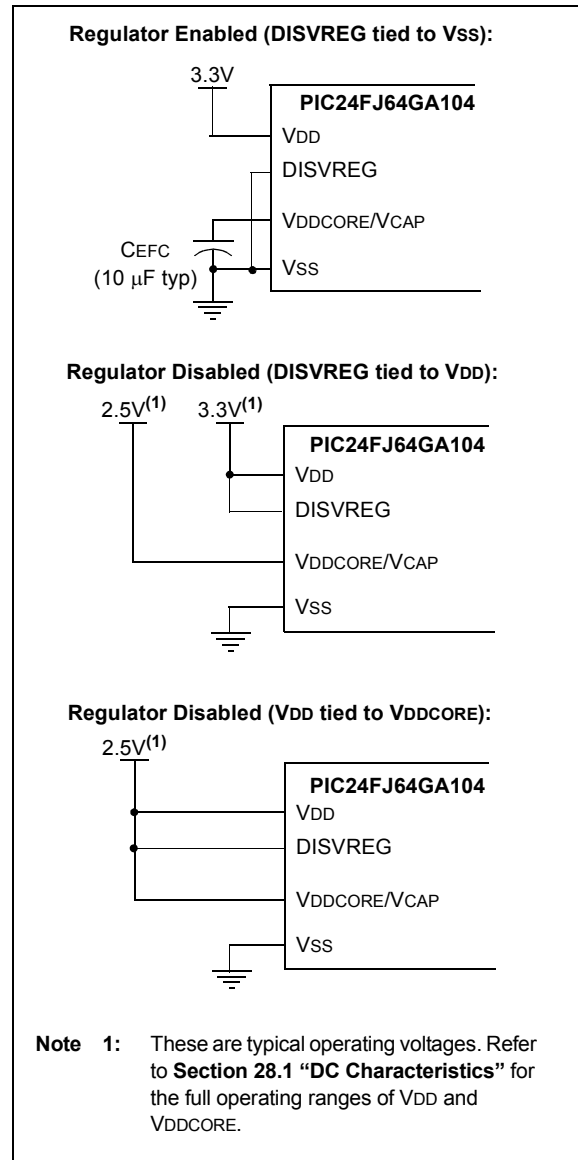 Regulator Enabled (DISVREG tied to VSS):
3.3V
PIC24FJ64GA104
VDD
DISVREG
VDDCORE/VCAP
CEFC
(10 μF typ)
VSS
Regulator Disabled (DISVREG tied to VDD):
2.5V(1) 3.3V(1)
PIC24FJ64GA104
VDD
DISVREG
VDDCORE/VCAP
VSS
Regulator Disabled (VDD tied to VDDCORE):
2.5V(1)
PIC24FJ64GA104
VDD
DISVREG
VDDCORE/VCAP
VSS
Note 1: These are typical operating voltages. Refer
to Section 28.1 “DC Characteristics” for
the full operating ranges of VDD and
VDDCORE.